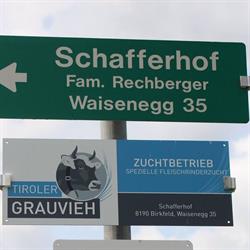 Schafferhof
Fam. Rechberger
Waisenegg 35
TIROLER
GRAUVIEH
ZUCHTBETRIEB
SPEZIELLE FLEISCHRINDERZUCHT
Schafferhof
8190 Birkfeld, Waisenegg 35